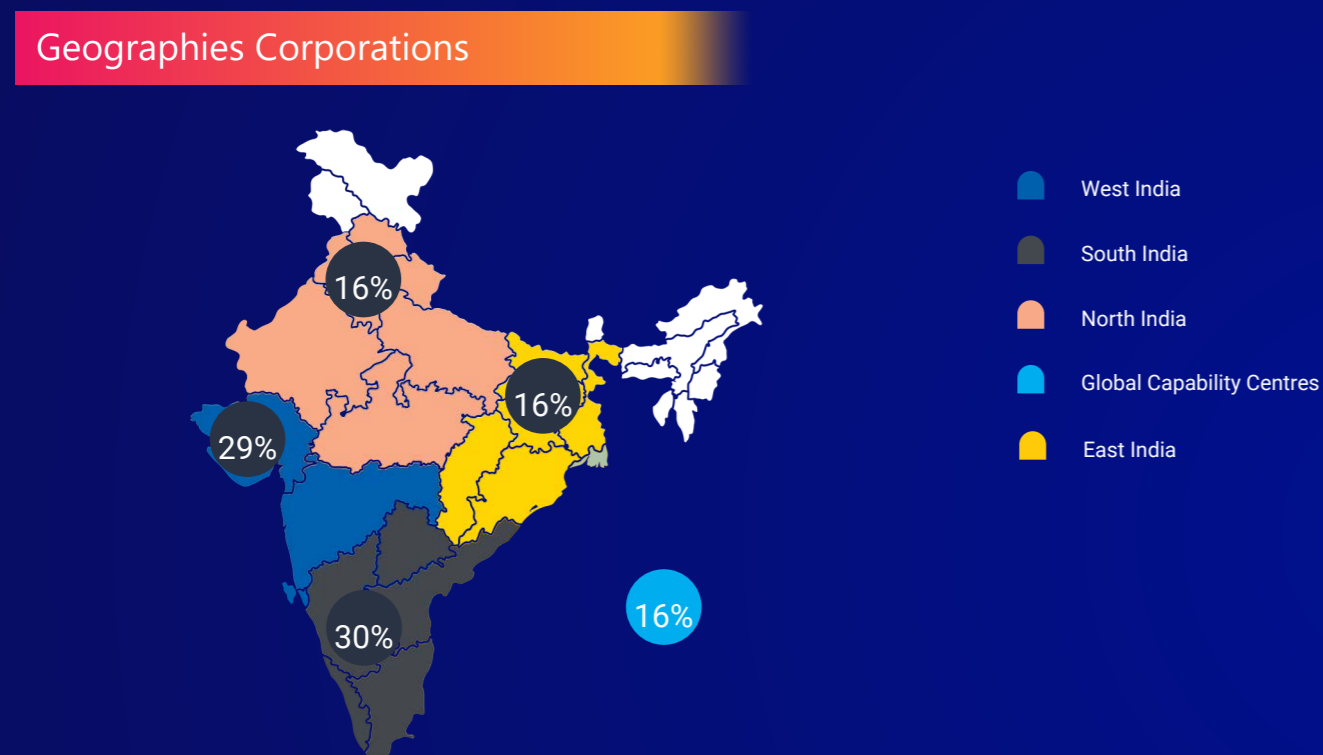 Geographies Corporations
16%
16%
29%
30%
16%
West India
South India
North India
Global Capability Centres
East India